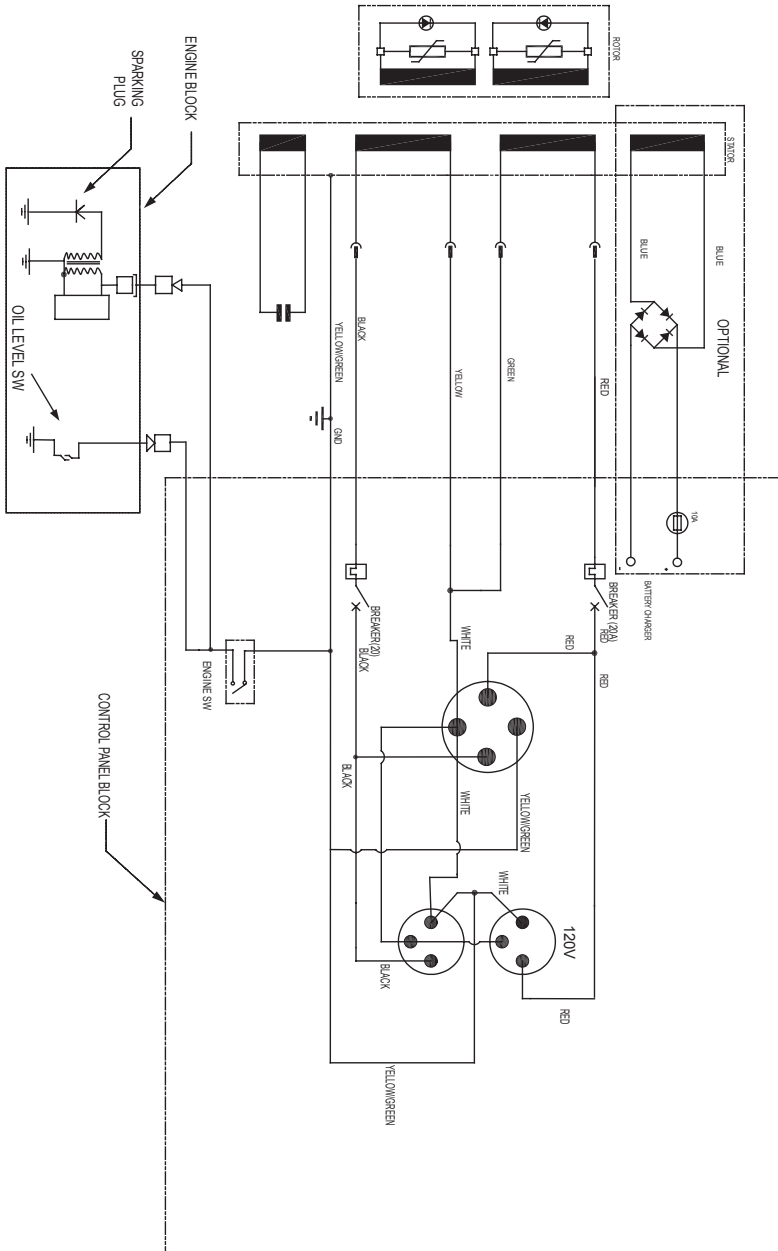 ROTOR
STATOR
ENGINE BLOCK
SPARKING
PLUG
OIL LEVEL SW
BLUE
BLUE
OPTIONAL
BLACK
YELLOW/GREEN
YELLOW
GREEN
RED
GND
10A
BATTERY CHARGER
-
+
BREAKER(20)
BLACK
BREAKER (20A)
RED
RED
RED
WHITE
ENGINE SW
CONTROL PANEL BLOCK
BLACK
WHITE
YELLOW/GREEN
WHITE
120V
BLACK
RED
YELLOW/GREEN